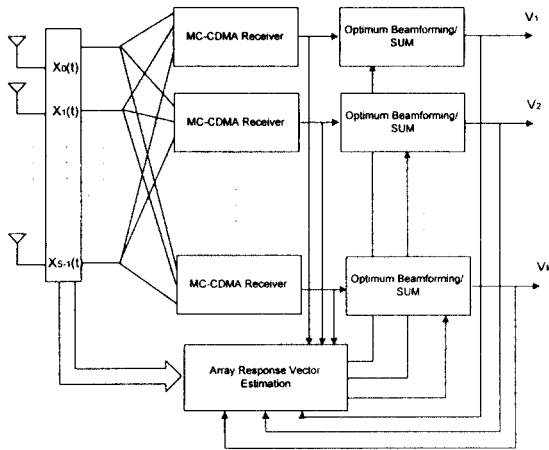 X0(t)
X1(t)
XS-1(t)
MC-CDMA Receiver
MC-CDMA Receiver
MC-CDMA Receiver
Optimum Beamforming/
SUM
Optimum Beamforming/
SUM
Optimum Beamforming/
SUM
V1
V2
Array Response Vector
Estimation